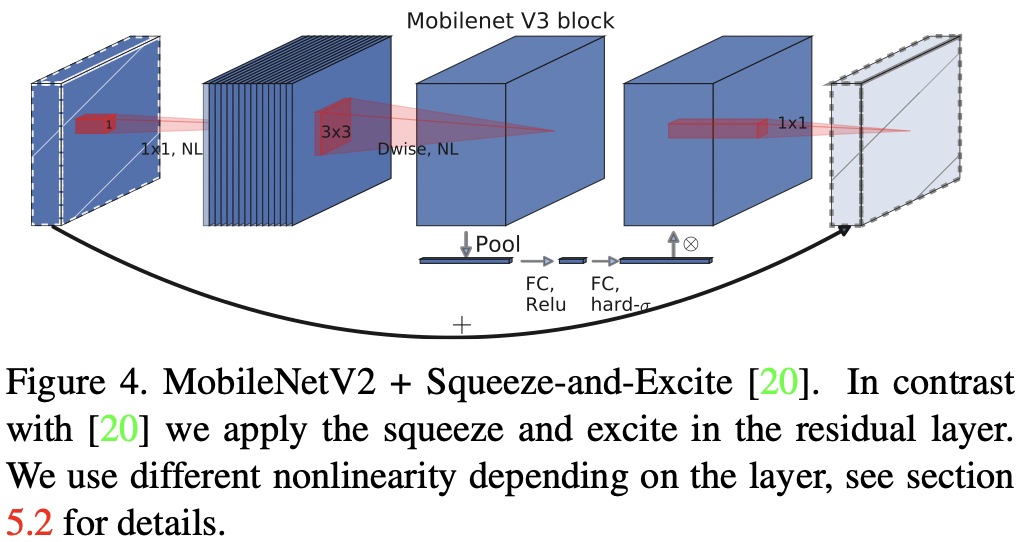 Mobilenet V3 block
1
1x1, NL
3x3
Dwise, NL
1x1
Pool
⊗
FC,
Relu
FC,
hard-σ
+
Figure 4. MobileNetV2 + Squeeze-and-Excite [20]. In contrast
with [20] we apply the squeeze and excite in the residual layer.
We use different nonlinearity depending on the layer, see section
5.2 for details.